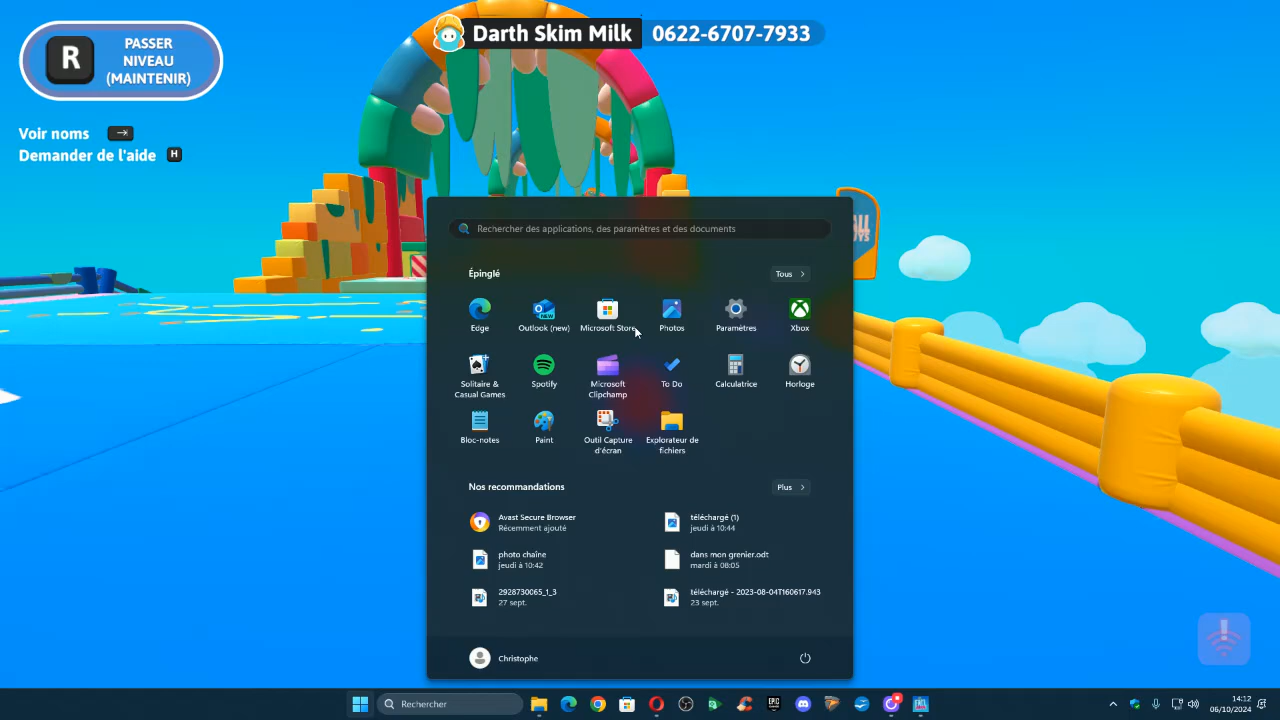 Darth Skim Milk 0622-6707-7933
R
PASSER
NIVEAU
(MAINTENIR)
Voir noms
Demander de l'aide H
Rechercher des applications, des paramètres et des documents
Épinglé
Tous
Edge
Outlook (new)
Microsoft Store
Photos
Paramètres
Xbox
Solitaire &
Casual Games
Spotify
Microsoft
Clipchamp
To Do
Calculatrice
Horloge
Bloc-notes
Paint
Outil Capture
d'écran
Explorateur de
fichiers
Nos recommandations
Plus
Avast Secure Browser
Récemment ajouté
téléchargé (1)
jeudi à 10:44
photo chaîne
jeudi à 10:42
dans mon grenier.odt
mardi à 08:05
2928730065_1_3
27 sept.
téléchargé - 2023-08-04T160617.943
23 sept.
Christophe
Rechercher
EPIC
14:12
06/10/2024